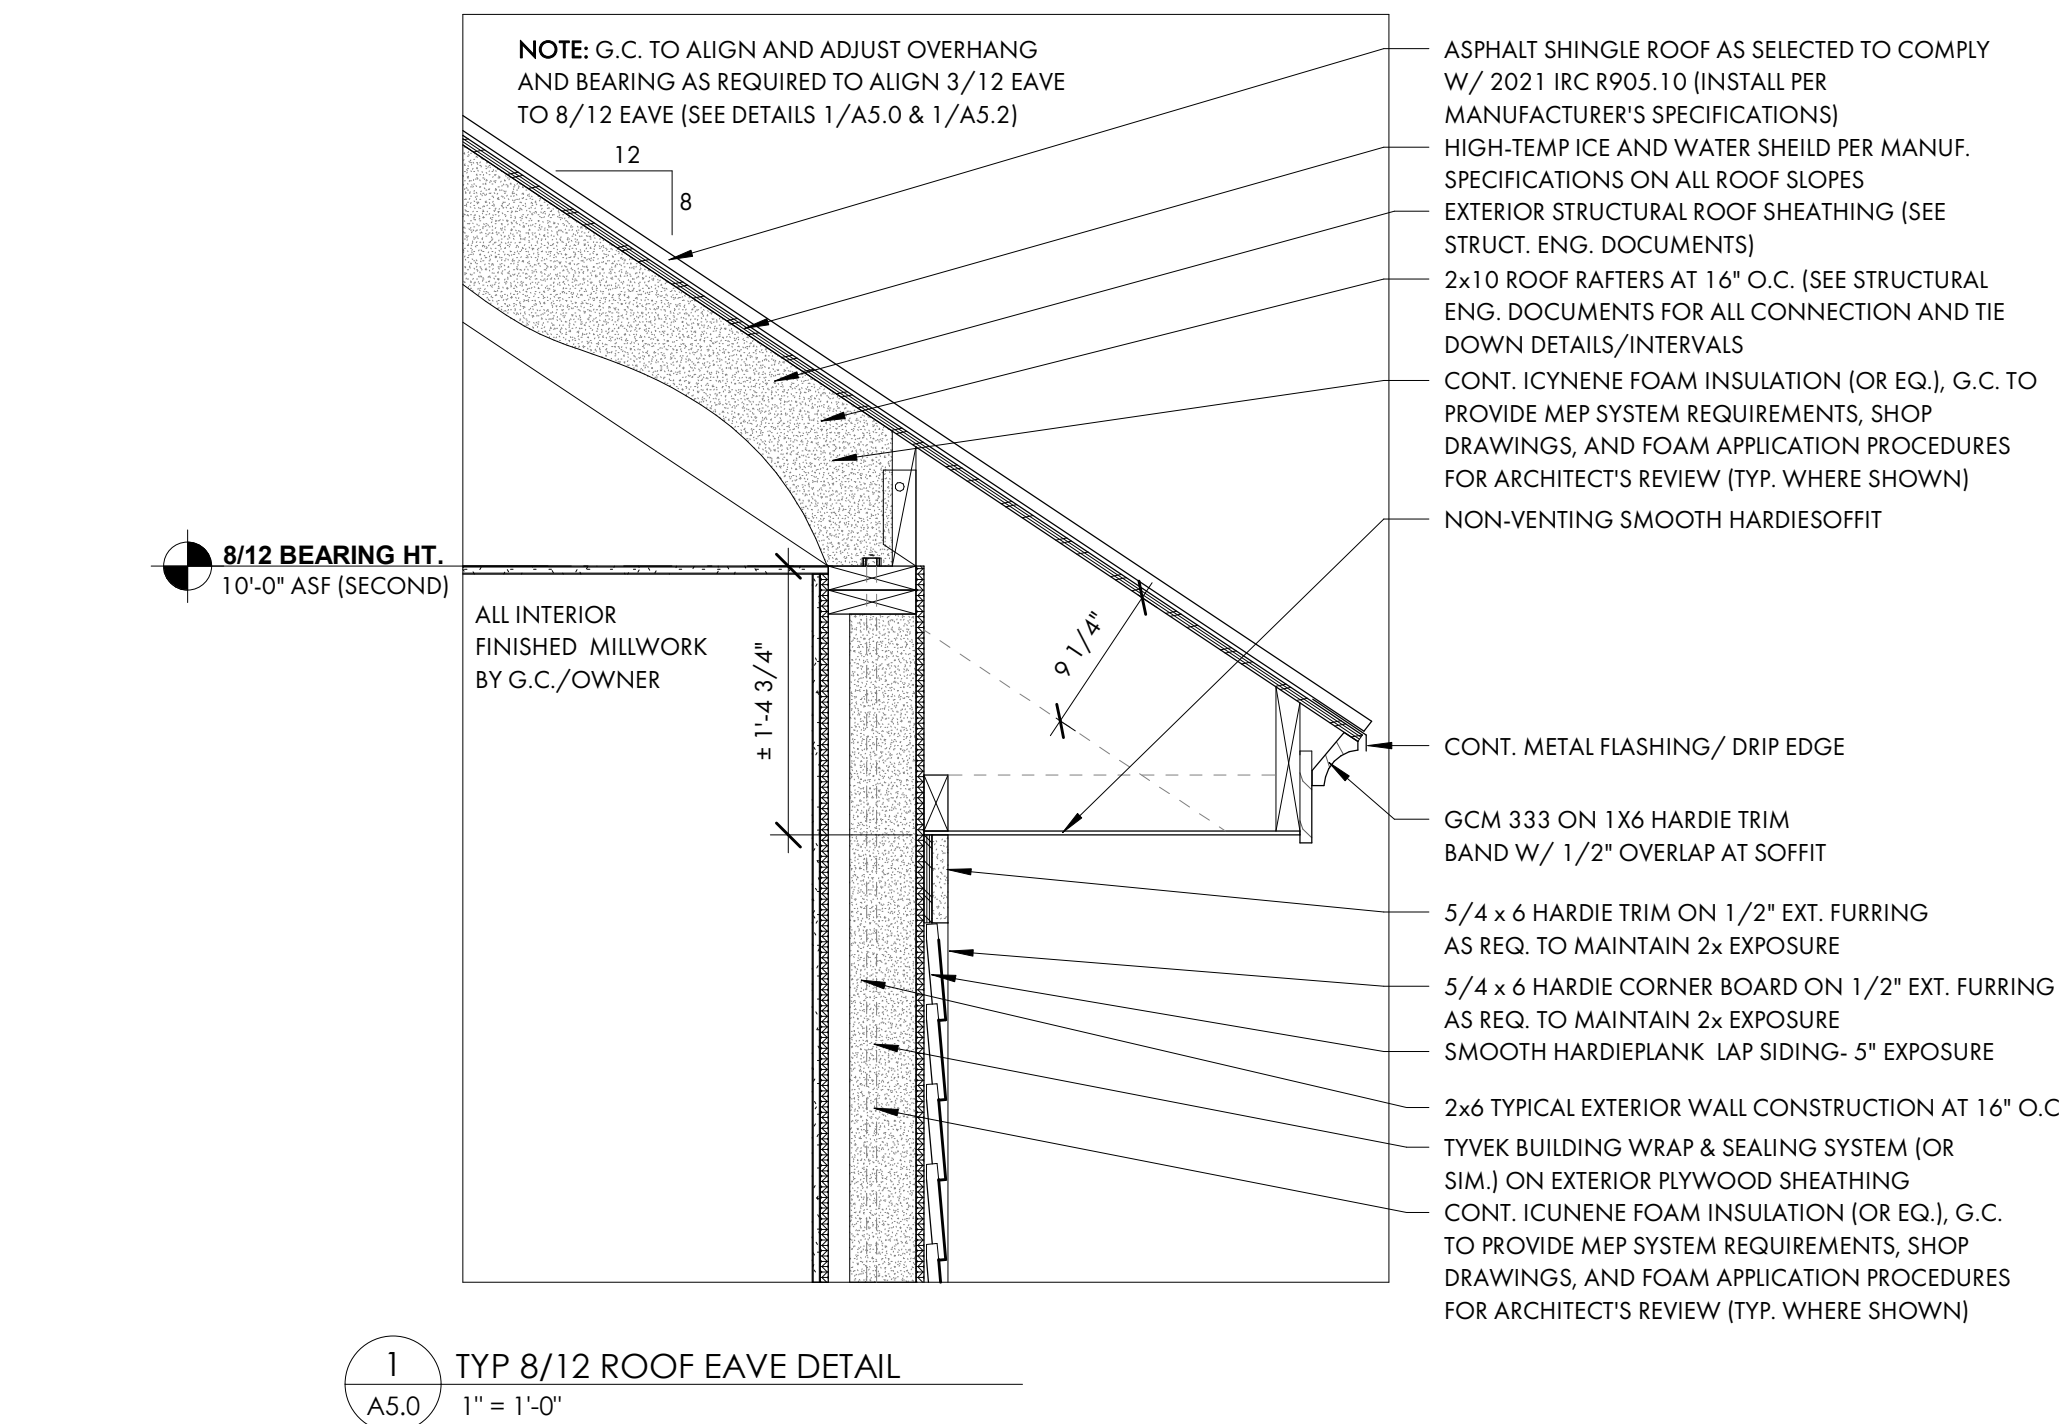 NOTE: G.C. TO ALIGN AND ADJUST OVERHANG
AND BEARING AS REQUIRED TO ALIGN 3/12 EAVE
TO 8/12 EAVE (SEE DETAILS 1/A5.0 & 1/A5.2)
12
8
ASPHALT SHINGLE ROOF AS SELECTED TO COMPLY
W/ 2021 IRC R905.10 (INSTALL PER
MANUFACTURER'S SPECIFICATIONS)
HIGH-TEMP ICE AND WATER SHEILD PER MANUF.
SPECIFICATIONS ON ALL ROOF SLOPES
EXTERIOR STRUCTURAL ROOF SHEATHING (SEE
STRUCT. ENG. DOCUMENTS)
2x10 ROOF RAFTERS AT 16" O.C. (SEE STRUCTURAL
ENG. DOCUMENTS FOR ALL CONNECTION AND TIE
DOWN DETAILS/INTERVALS
CONT. ICYNENE FOAM INSULATION (OR EQ.), G.C. TO
PROVIDE MEP SYSTEM REQUIREMENTS, SHOP
DRAWINGS, AND FOAM APPLICATION PROCEDURES
FOR ARCHITECT'S REVIEW (TYP. WHERE SHOWN)
NON-VENTING SMOOTH HARDIESOFFIT
8/12 BEARING HT.
10'-0" ASF (SECOND)
ALL INTERIOR
FINISHED MILLWORK
BY G.C./OWNER
± 1'-4 3/4"
9 1/4"
CONT. METAL FLASHING/ DRIP EDGE
GCM 333 ON 1X6 HARDIE TRIM
BAND W/ 1/2" OVERLAP AT SOFFIT
5/4 x 6 HARDIE TRIM ON 1/2" EXT. FURRING
AS REQ. TO MAINTAIN 2x EXPOSURE
5/4 x 6 HARDIE CORNER BOARD ON 1/2" EXT. FURRING
AS REQ. TO MAINTAIN 2x EXPOSURE
SMOOTH HARDIEPLANK LAP SIDING- 5" EXPOSURE
2x6 TYPICAL EXTERIOR WALL CONSTRUCTION AT 16" O.C
TYVEK BUILDING WRAP & SEALING SYSTEM (OR
SIM.) ON EXTERIOR PLYWOOD SHEATHING
CONT. ICUNENE FOAM INSULATION (OR EQ.), G.C.
TO PROVIDE MEP SYSTEM REQUIREMENTS, SHOP
DRAWINGS, AND FOAM APPLICATION PROCEDURES
FOR ARCHITECT'S REVIEW (TYP. WHERE SHOWN)
1
TYP 8/12 ROOF EAVE DETAIL
A5.0
1" = 1'-0"